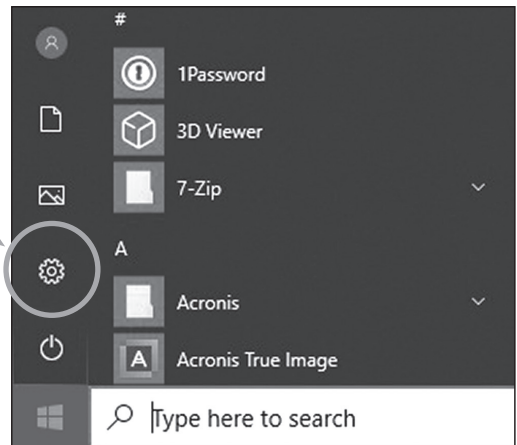 #
1Password
3D Viewer
7-Zip
A
Acronis
Acronis True Image
Type here to search